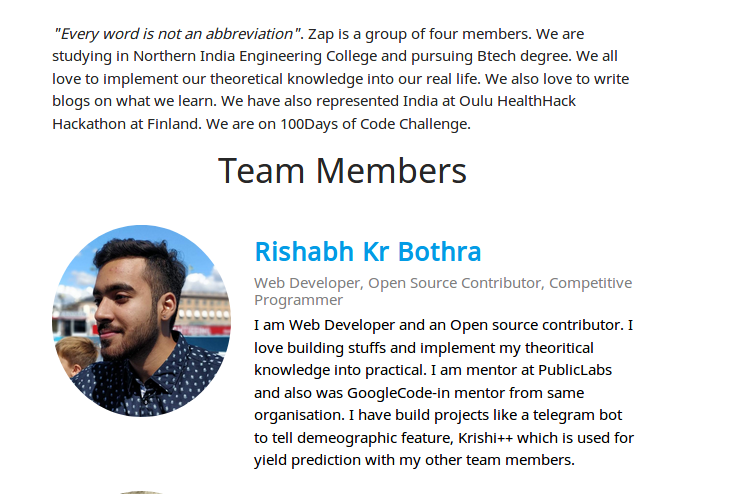 "Every word is not an abbreviation". Zap is a group of four members. We are
studying in Northern India Engineering College and pursuing Btech degree. We all
love to implement our theoretical knowledge into our real life. We also love to write
blogs on what we learn. We have also represented India at Oulu HealthHack
Hackathon at Finland. We are on 100Days of Code Challenge.
Team Members
Rishabh Kr Bothra
Web Developer, Open Source Contributor, Competitive
Programmer
I am Web Developer and an Open source contributor. I
love building stuffs and implement my theoritical
knowledge into practical. I am mentor at PublicLabs
and also was GoogleCode-in mentor from same
organisation. I have build projects like a telegram bot
to tell demeographic feature, Krishi++ which is used for
yield prediction with my other team members.